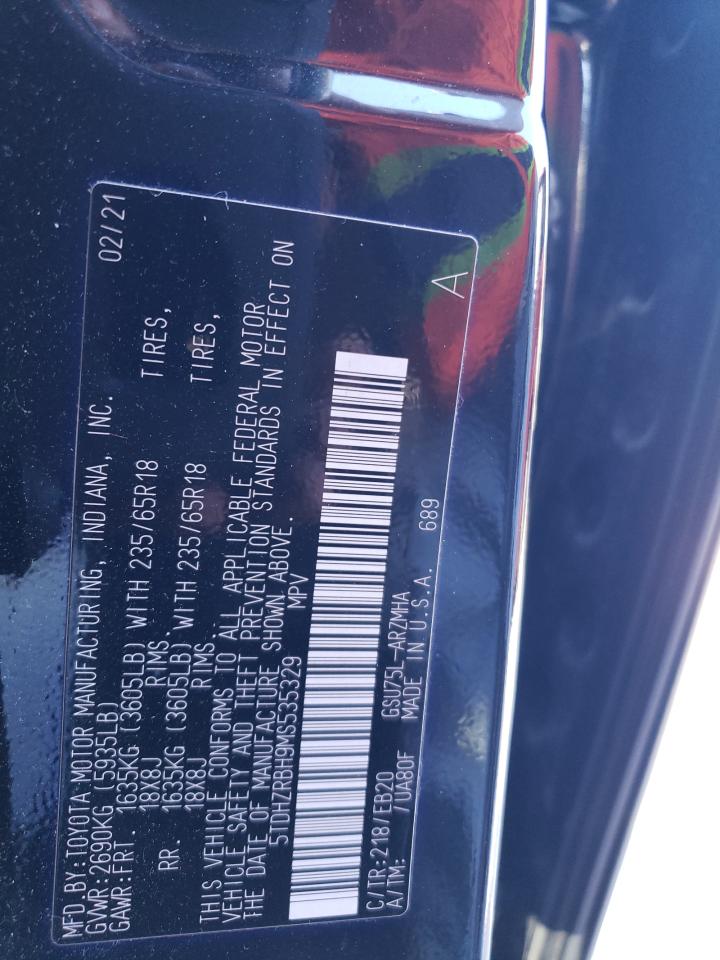 MFD.BY:TOYOTA MOTOR MANUFACTURING, INDIANA, INC. 02/21
GVWR:2690KG (5935LB)
GAWR:FRT. 1635KG (3605LB) WITH 235/65R18 TIRES,
18X8J RIMS.
RR. 1635KG (3605LB) WITH 235/65R18 TIRES,
18X8J RIMS.
THIS VEHICLE CONFORMS TO ALL APPLICABLE FEDERAL MOTOR
VEHICLE SAFETY AND THEFT PREVENTION STANDARDS IN EFFECT ON
THE DATE OF MANUFACTURE SHOWN ABOVE.
5TDHZRBH9MS535329 MPV
C/TR:218/EB20 GSU75L-ARZMHA
A/TM: /UA80F MADE IN U.S.A. 689 A